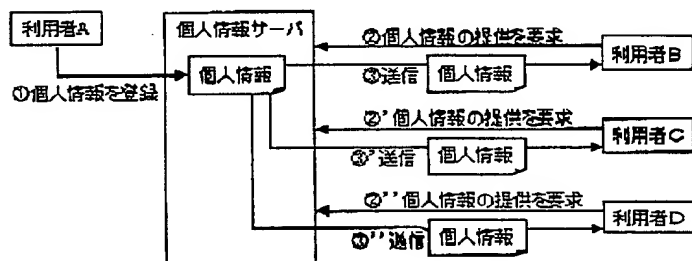 利用者A
①個人情報を登録
個人情報サーバ
個人情報
②個人情報の提供を要求
③送信
個人情報
利用者B
②'個人情報の提供を要求
③'送信
個人情報
利用者C
②''個人情報の提供を要求
③''送信
個人情報
利用者D